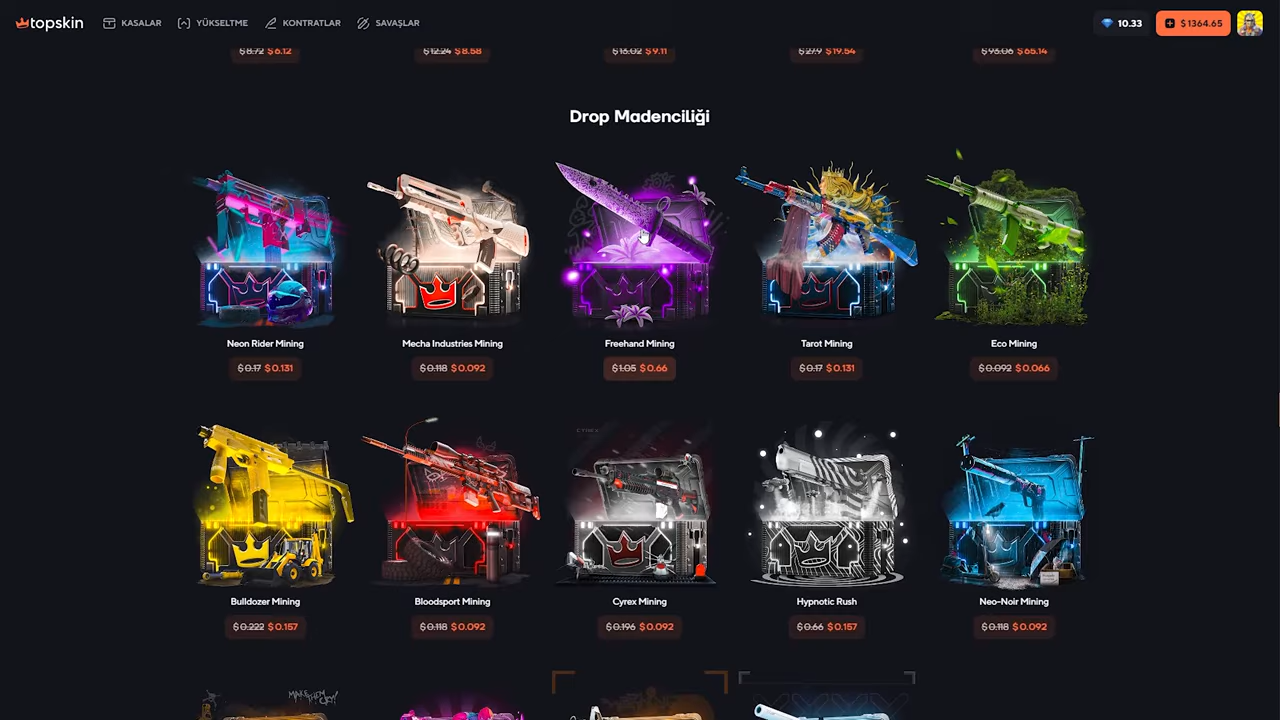 topskin KASALAR YÜKSELTME KONTRATLAR SAVAŞLAR 10.33 $1364.65
$8.72 $6.12 $12.24 $8.58 $13.02 $9.11 $27.9 $19.54 $93.06 $65.14
Drop Madenciliği
Neon Rider Mining Mecha Industries Mining Freehand Mining Tarot Mining Eco Mining
$0.17 $0.131 $0.118 $0.092 $1.05 $0.66 $0.17 $0.131 $0.092 $0.066
CYREX
Bulldozer Mining Bloodsport Mining Cyrex Mining Hypnotic Rush Neo-Noir Mining
$0.222 $0.157 $0.118 $0.092 $0.196 $0.092 $0.66 $0.157 $0.118 $0.092